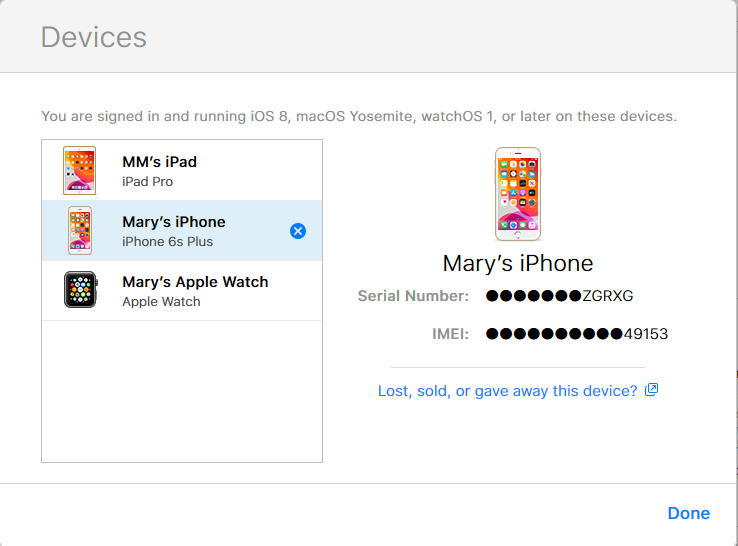 Devices
You are signed in and running iOS 8, macOS Yosemite, watchOS 1, or later on these devices.
MM’s iPad
iPad Pro
Mary’s iPhone
iPhone 6s Plus
Mary’s Apple Watch
Apple Watch
Mary’s iPhone
Serial Number: ●●●●●●●ZGRXG
IMEI: ●●●●●●●●●●49153
Lost, sold, or gave away this device?
Done